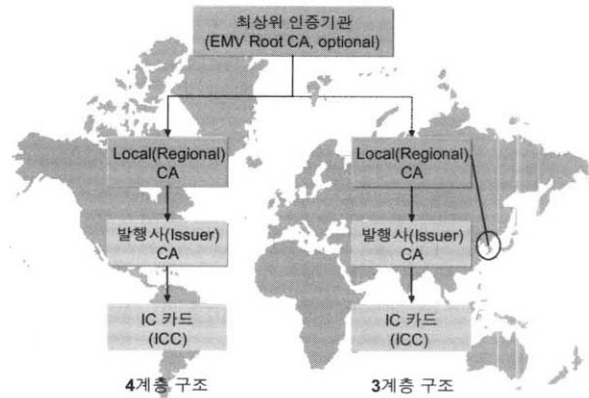 최상위 인증기관
(EMV Root CA, optional)
Local(Regional)
CA
발행사(Issuer)
CA
IC 카드
(ICC)
4계층 구조
Local(Regional)
CA
발행사(Issuer)
CA
IC 카드
(ICC)
3계층 구조